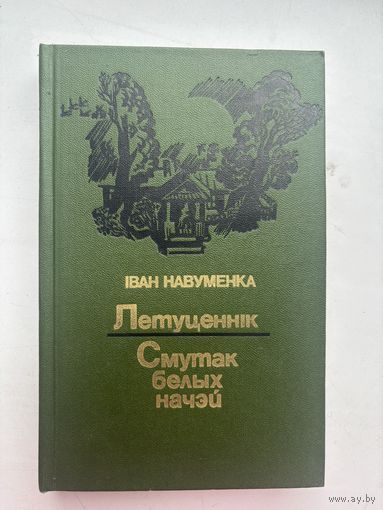 ІВАН НАВУМЕНКА
Летуценнік
Смутак
белых
начэй
www.ay.by